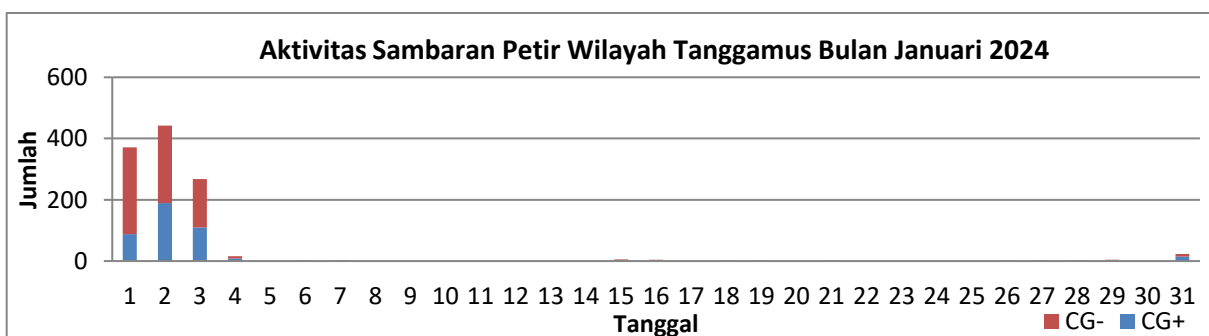 Aktivitas Sambaran Petir Wilayah Tanggamus Bulan Januari 2024
Jumlah
600
400
200
0
1 2 3 4 5 6 7 8 9 10 11 12 13 14 15 16 17 18 19 20 21 22 23 24 25 26 27 28 29 30 31
Tanggal
CG- CG+